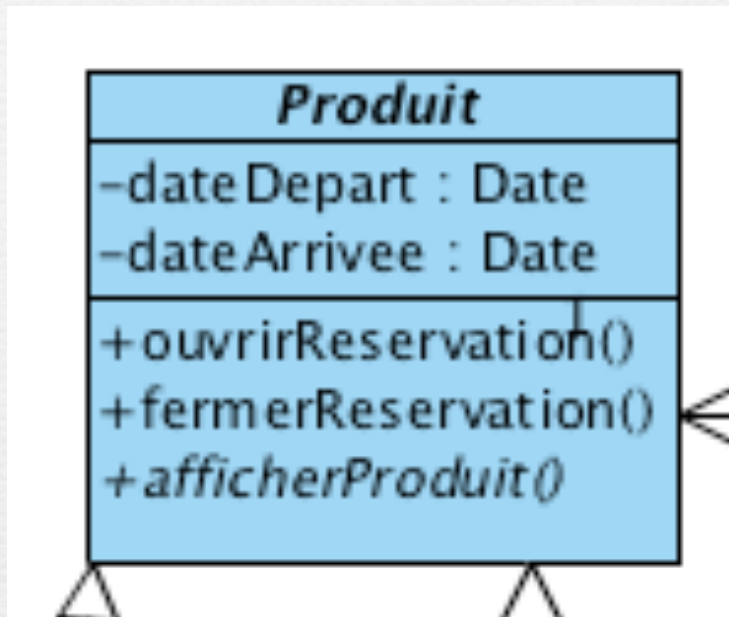 Produit
-dateDepart : Date
-dateArrivee : Date
+ouvrirReservation()
+fermerReservation()
+afficherProduit()